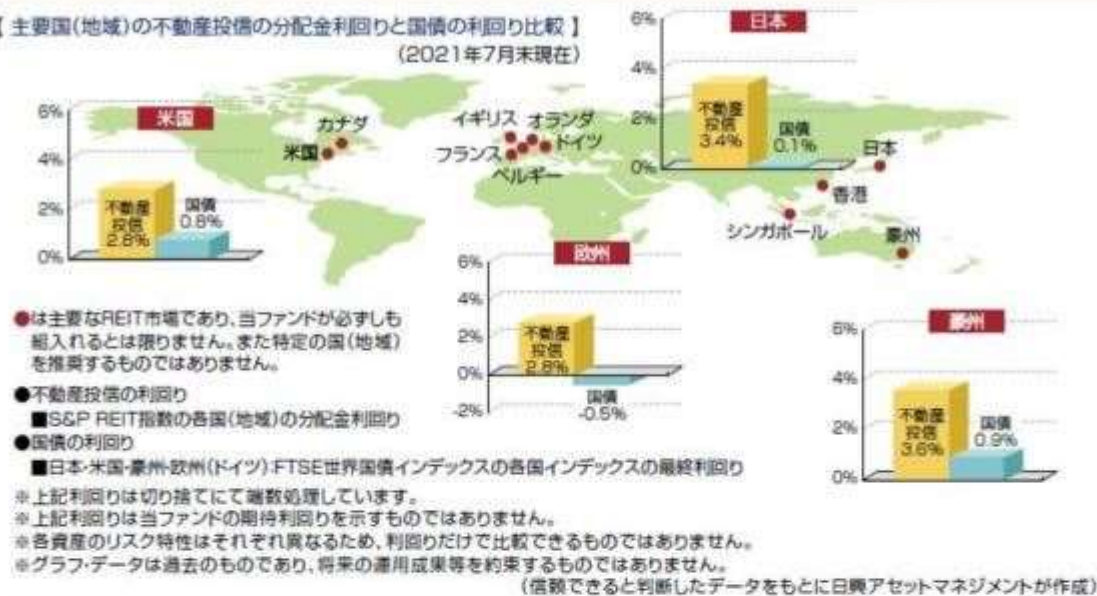 【 主要国(地域)の不動産投信の分配金利回りと国債の利回り比較 】
(2021年7月末現在)
米国
6%
4%
2%
0%
不動産
投信
2.8%
国債
0.8%
カナダ
米国
イギリス
オランダ
フランス
ドイツ
ベルギー
日本
6%
4%
2%
0%
不動産
投信
3.4%
国債
0.1%
日本
香港
シンガポール
豪州
欧州
6%
4%
2%
0%
-2%
不動産
投信
2.8%
国債
-0.5%
豪州
6%
4%
2%
0%
不動産
投信
3.6%
国債
0.9%
●は主要なREIT市場であり、当ファンドが必ずしも
組入れるとは限りません。また特定の国(地域)
を推奨するものではありません。
●不動産投信の利回り
■S&P REIT指数の各国(地域)の分配金利回り
●国債の利回り
■日本・米国・豪州・欧州(ドイツ):FTSE世界国債インデックスの各国インデックスの最終利回り
※上記利回りは切り捨てにて端数処理しています。
※上記利回りは当ファンドの期待利回りを示すものではありません。
※各資産のリスク特性はそれぞれ異なるため、利回りだけで比較できるものではありません。
※グラフ・データは過去のものであり、将来の運用成果等を約束するものではありません。
(信頼できると判断したデータをもとに日興アセットマネジメントが作成)